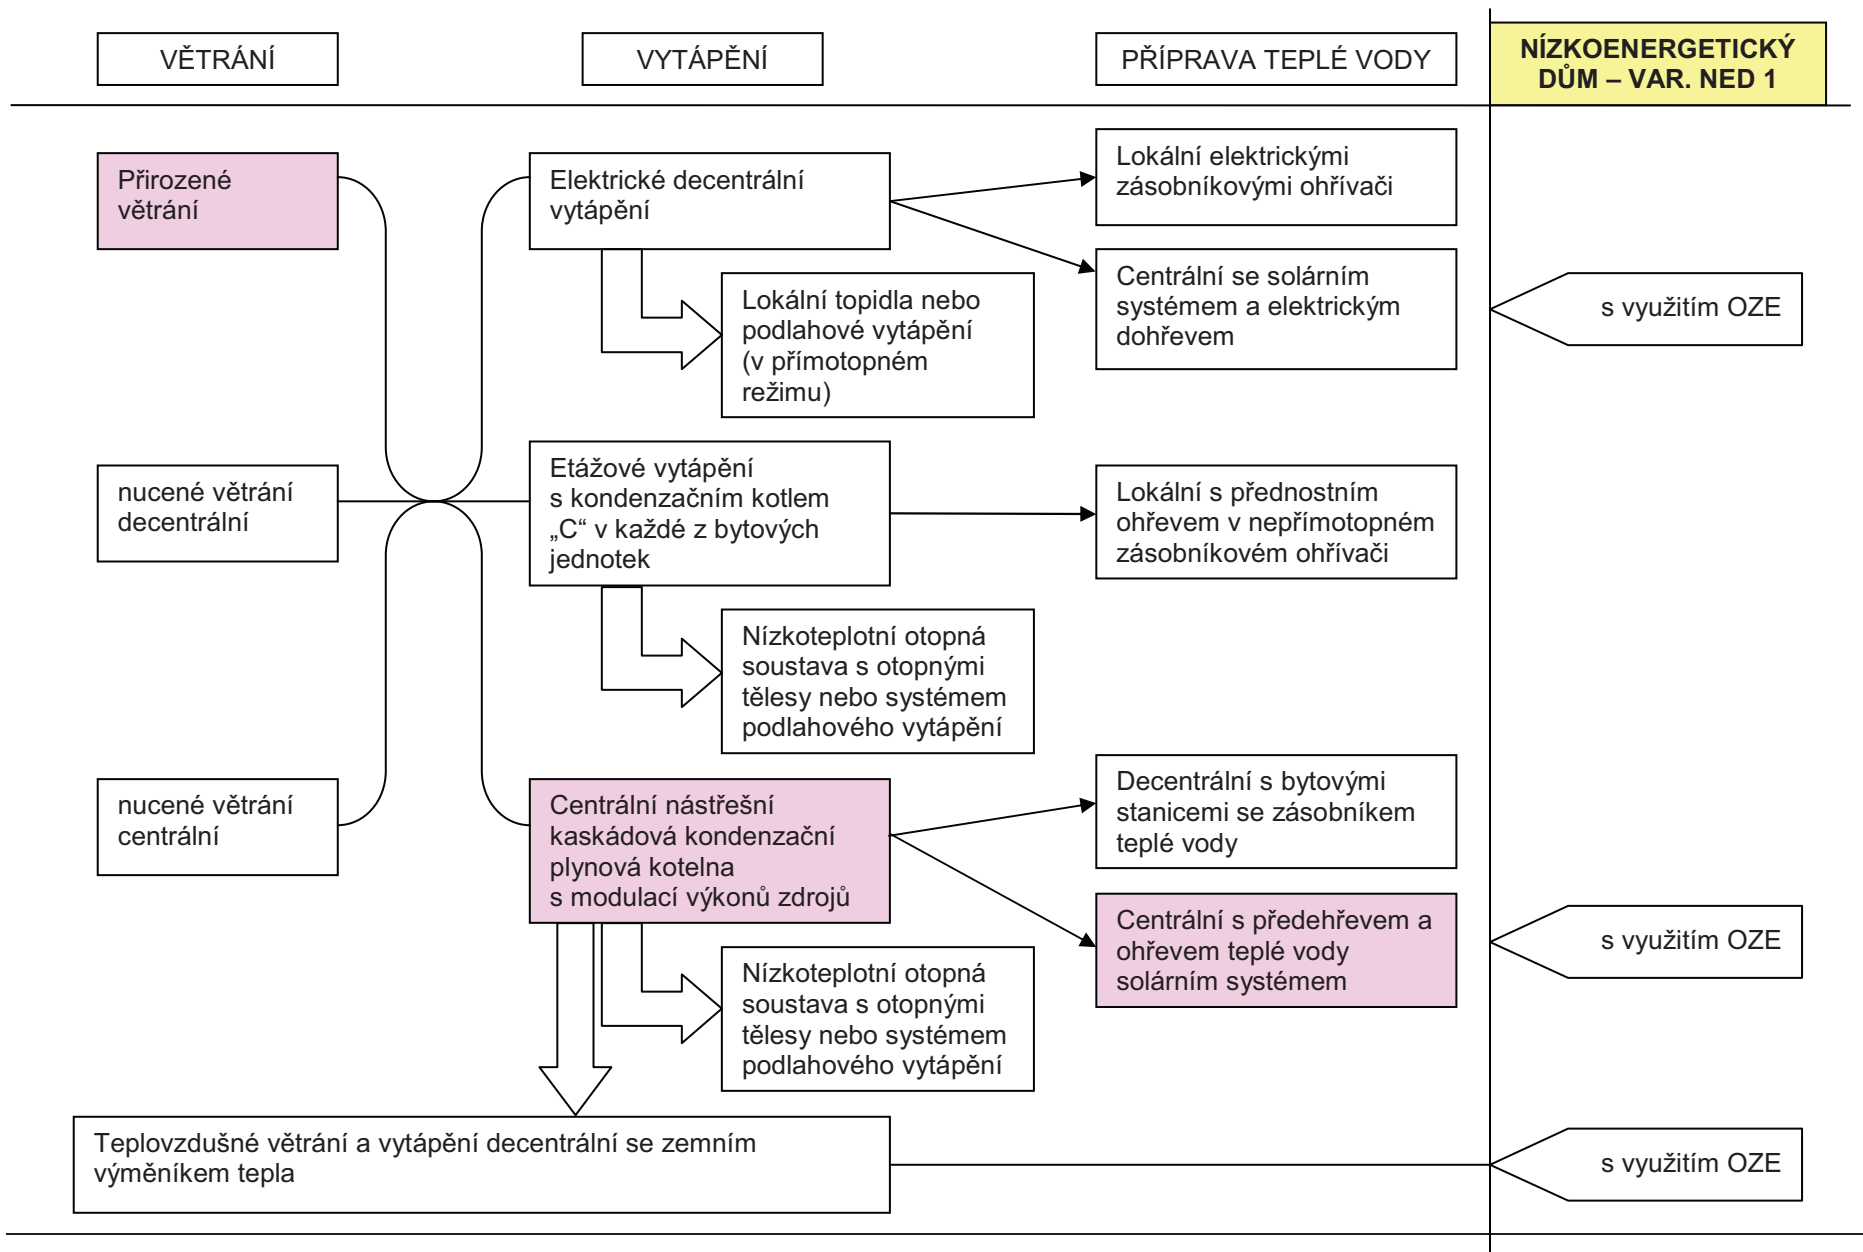 VĚTRÁNÍ
VYTÁPĚNÍ
PŘÍPRAVA TEPLÉ VODY
NÍZKOENERGETICKÝ
DŮM – VAR. NED 1
Přirozené
větrání
Elektrické decentrální
vytápění
Lokální elektrickými
zásobníkovými ohřívači
Centrální se solárním
systémem a elektrickým
dohřevem
s využitím OZE
Lokální topidla nebo
podlahové vytápění
(v přímotopném
režimu)
nucené větrání
decentrální
Etážové vytápění
s kondenzačním kotlem
„C“ v každé z bytových
jednotek
Lokální s přednostním
ohřevem v nepřímotopném
zásobníkovém ohřívači
Nízkoteplotní otopná
soustava s otopnými
tělesy nebo systémem
podlahového vytápění
nucené větrání
centrální
Centrální nástřešní
kaskádová kondenzační
plynová kotelna
s modulací výkonů zdrojů
Decentrální s bytovými
stanicemi se zásobníkem
teplé vody
Centrální s předehřevem a
ohřevem teplé vody
solárním systémem
s využitím OZE
Nízkoteplotní otopná
soustava s otopnými
tělesy nebo systémem
podlahového vytápění
Teplovzdušné větrání a vytápění decentrální se zemním
výměníkem tepla
s využitím OZE